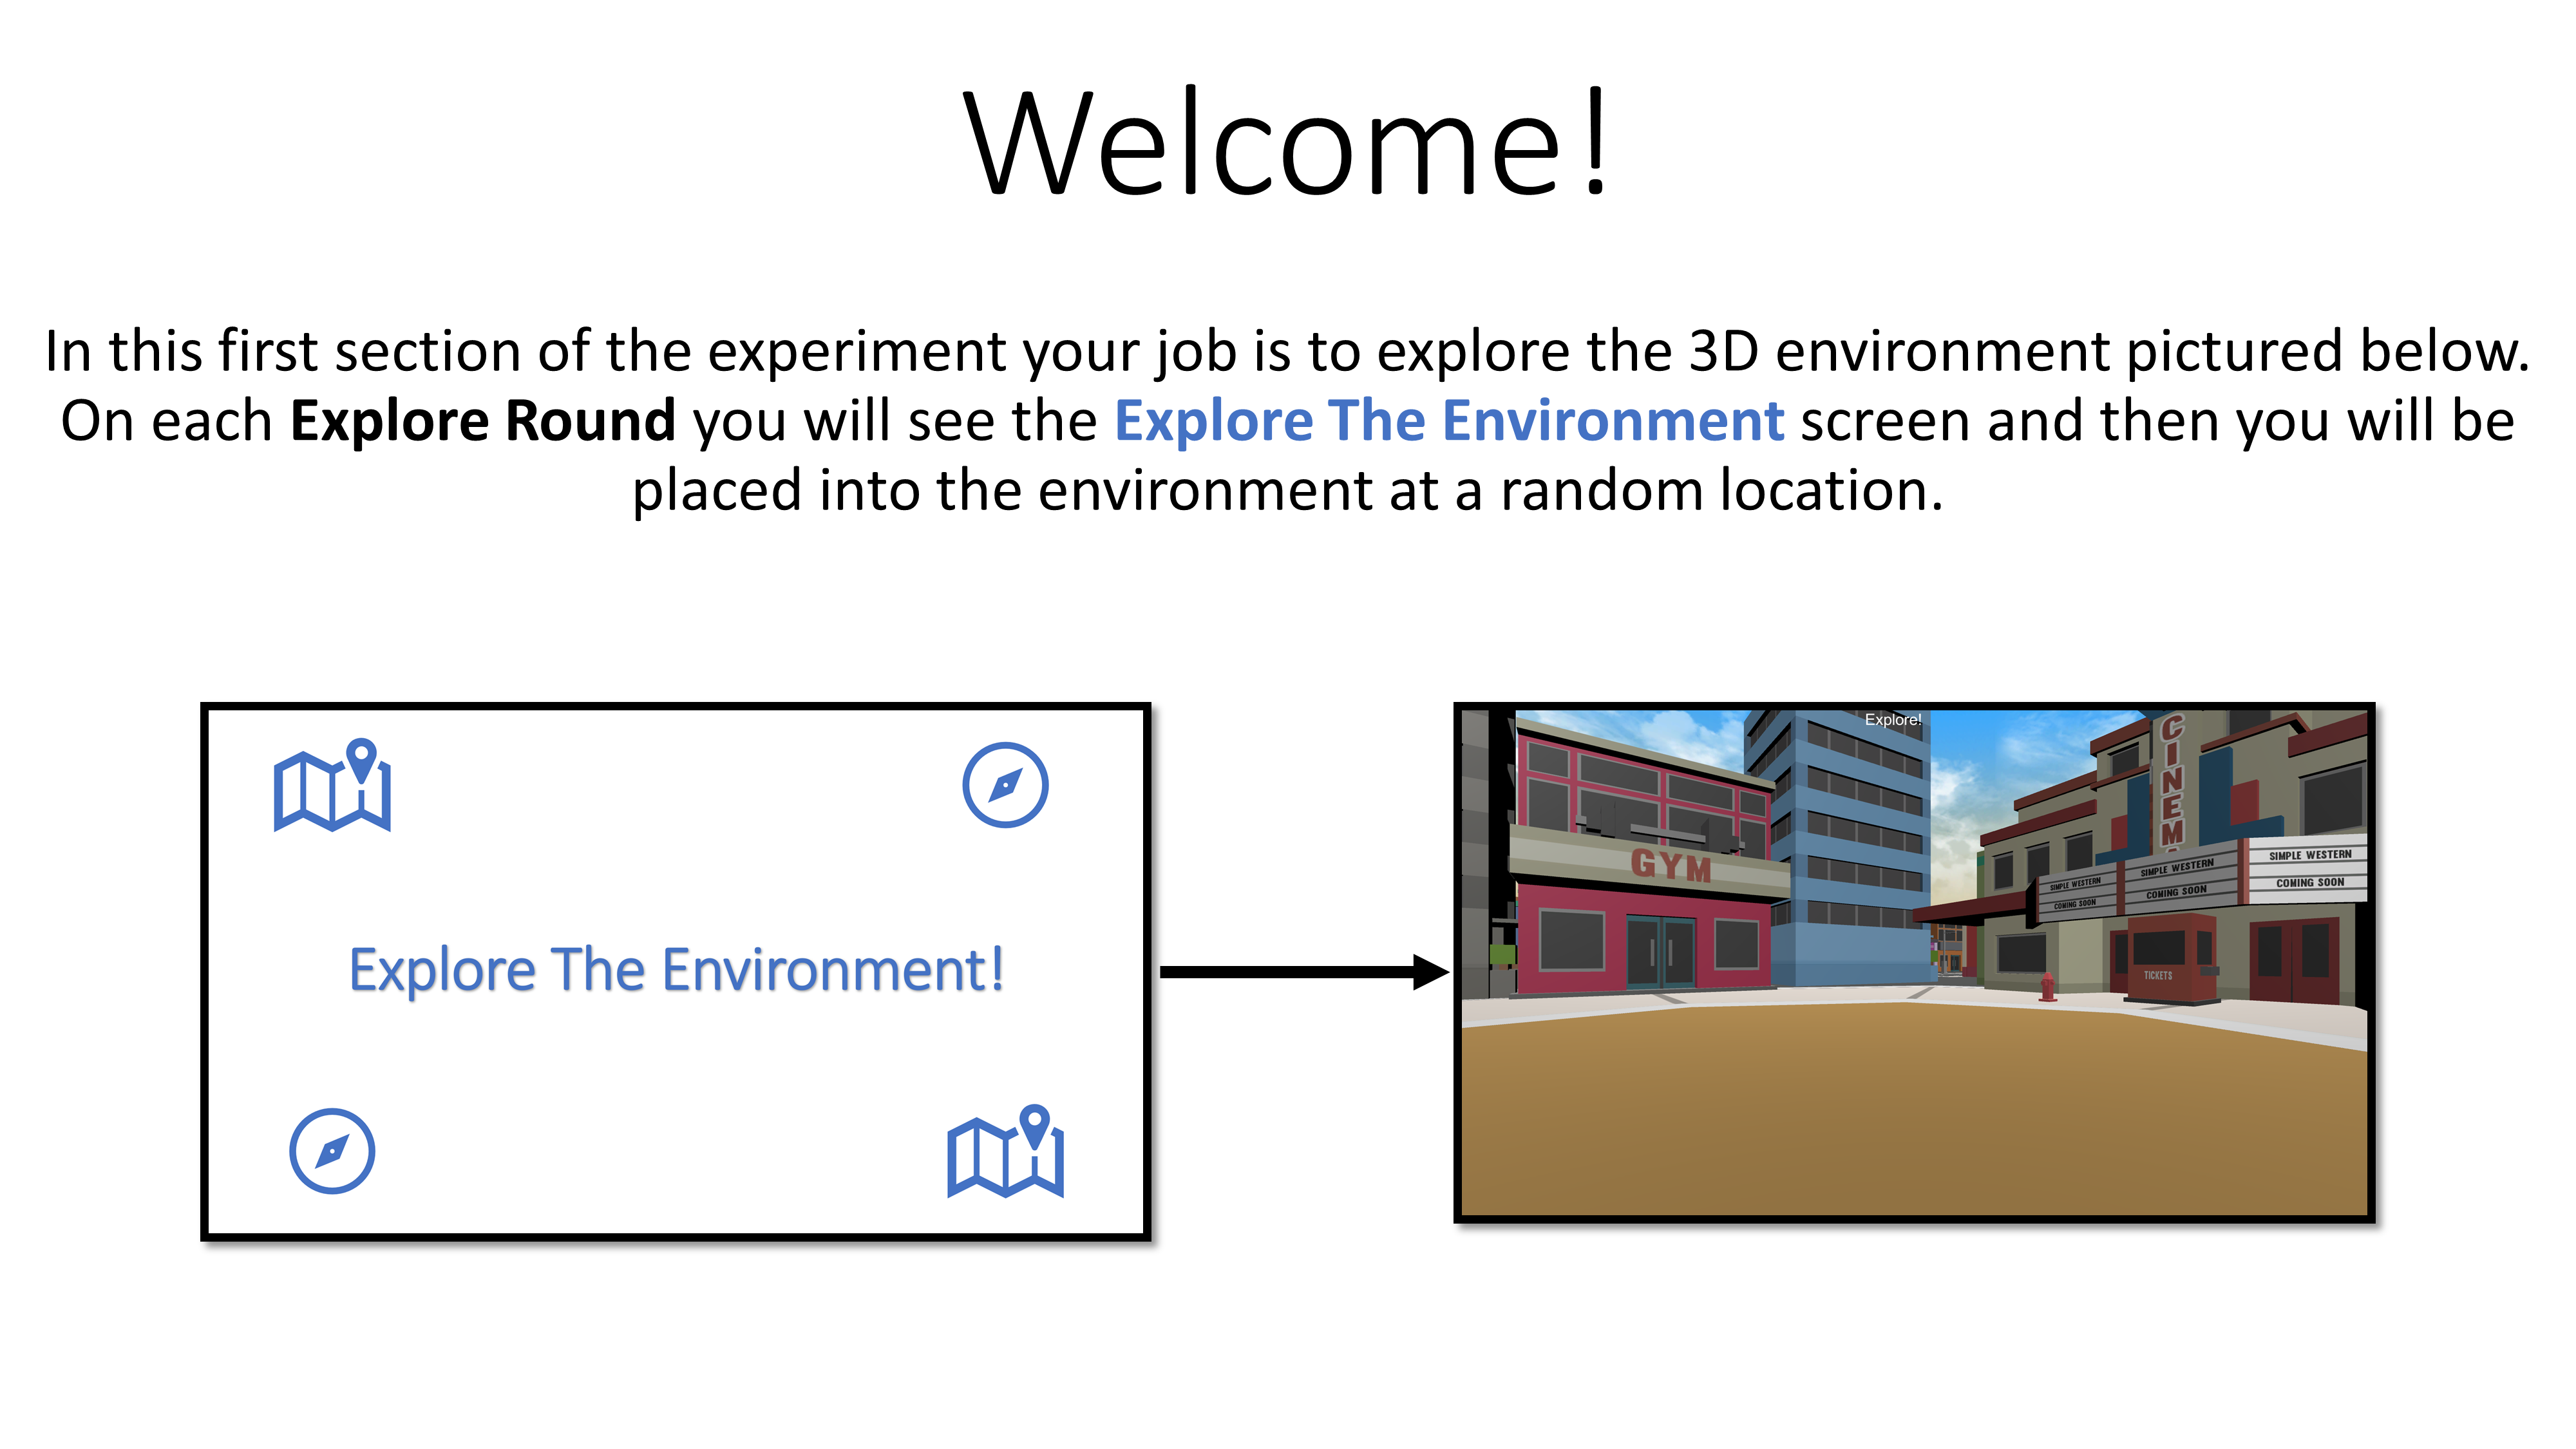 Welcome!
In this first section of the experiment your job is to explore the 3D environment pictured below.
On each Explore Round you will see the Explore The Environment screen and then you will be
placed into the environment at a random location.
Explore The Environment!
Explore!
GYM
CINEM
SIMPLE WESTERN
COMING SOON
SIMPLE WESTERN
COMING SOON
SIMPLE WESTERN
COMING SOON
TICKETS